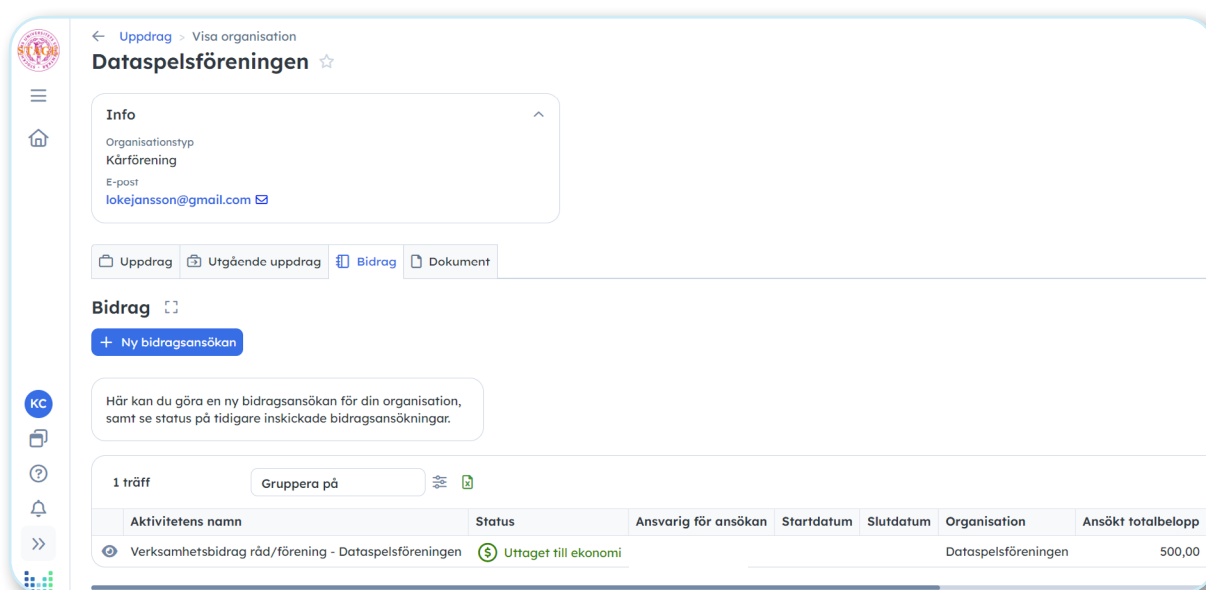 STAGE
← Uppdrag > Visa organisation
Dataspelsföreningen
Info
Organisationstyp
Kårförening
E-post
lokejansson@gmail.com
Uppdrag Utgående uppdrag Bidrag Dokument
Bidrag
+ Ny bidragsansökan
Här kan du göra en ny bidragsansökan för din organisation,
samt se status på tidigare inskickade bidragsansökningar.
KC
1 träff Gruppera på
Aktivitetens namn Status Ansvarig för ansökan Startdatum Slutdatum Organisation Ansökt totalbelopp
Verksamhetsbidrag råd/förening - Dataspelsföreningen Uttaget till ekonomi Dataspelsföreningen 500,00